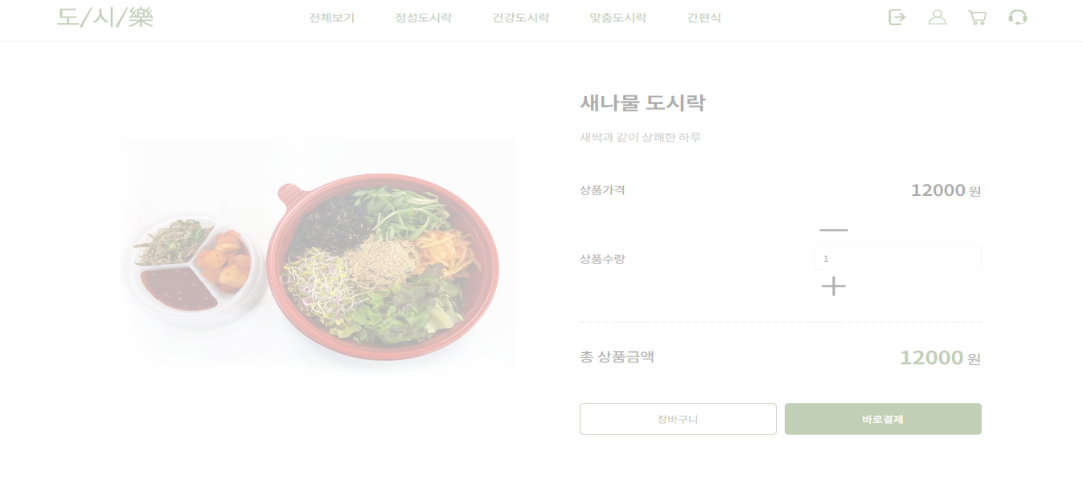 도/시/樂
전체보기 정성도시락 건강도시락 맞춤도시락 간편식
새나물 도시락
새싹과 같이 상쾌한 하루
상품가격 12000 원
상품수량 1
총 상품금액 12000 원
장바구니 바로결제